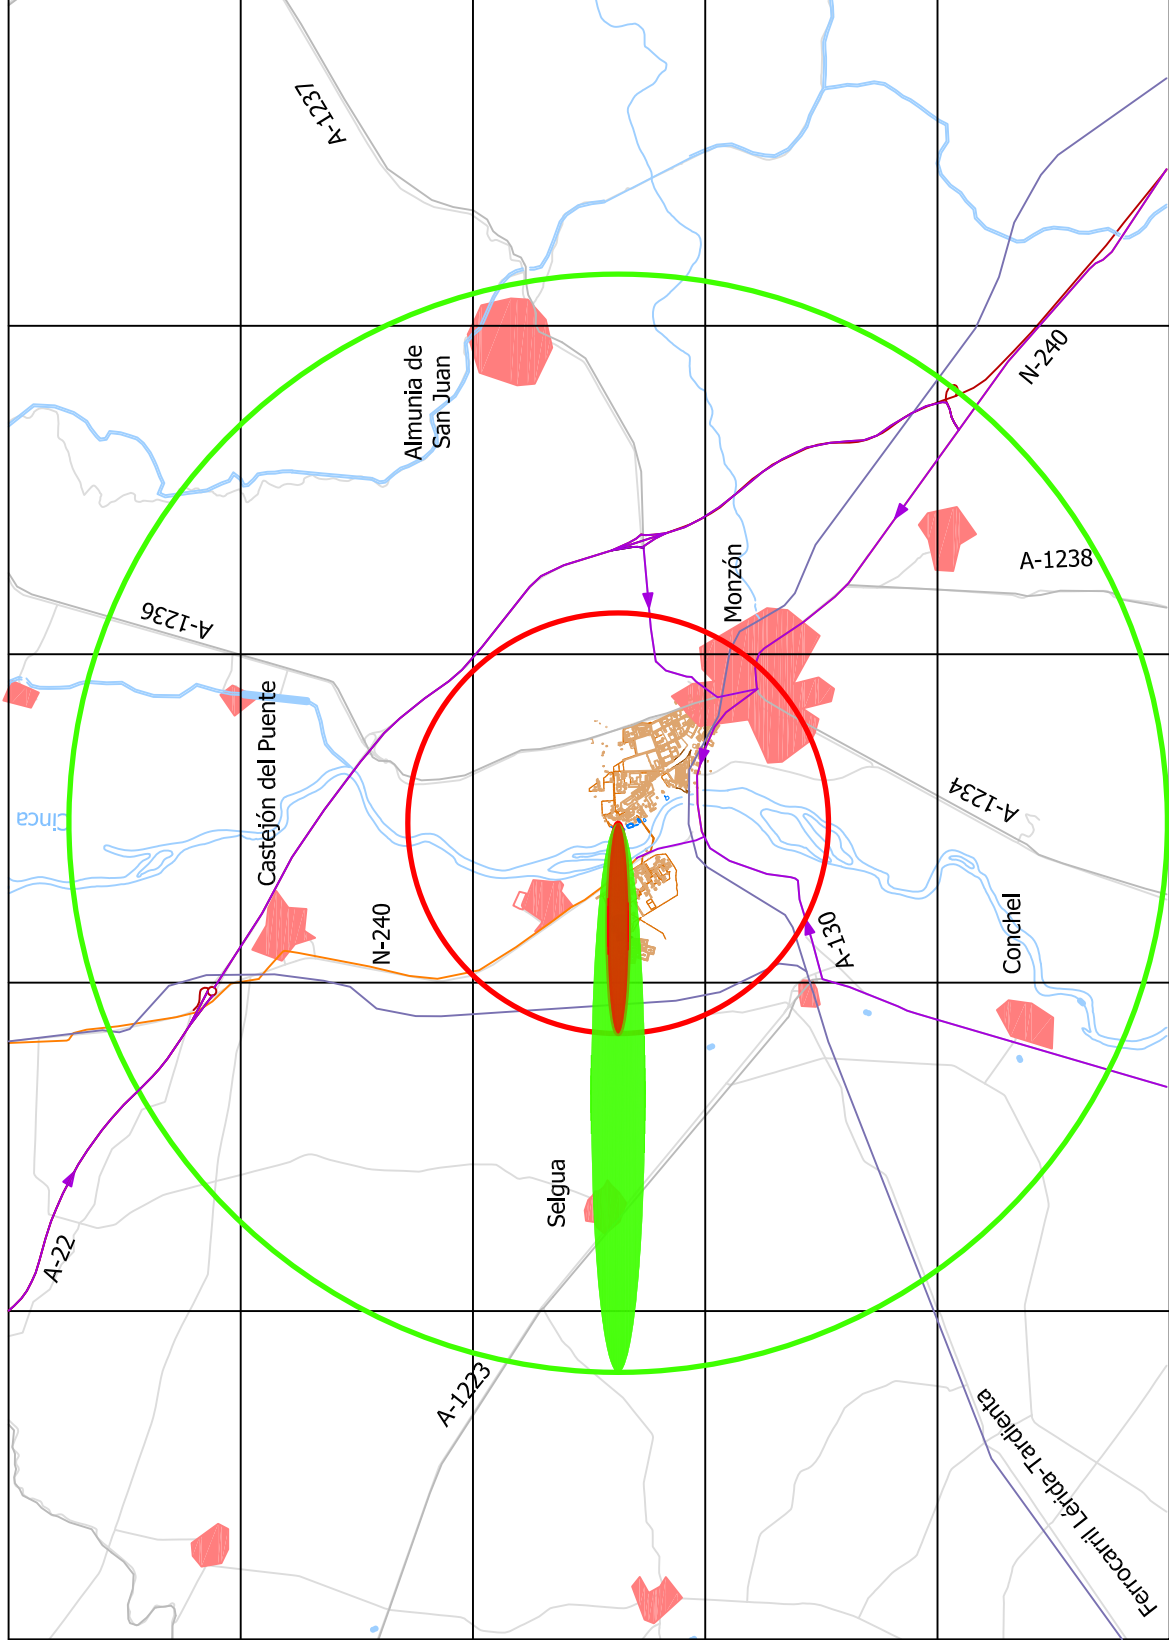 A-1237
Almunia de
San Juan
N-240
A-1238
Monzón
A-1236
Castejón del Puente
Cinca
A-1234
N-240
A-130
Conchel
Selgua
A-22
A-1223
Ferrocarril Lérida-Tardienta